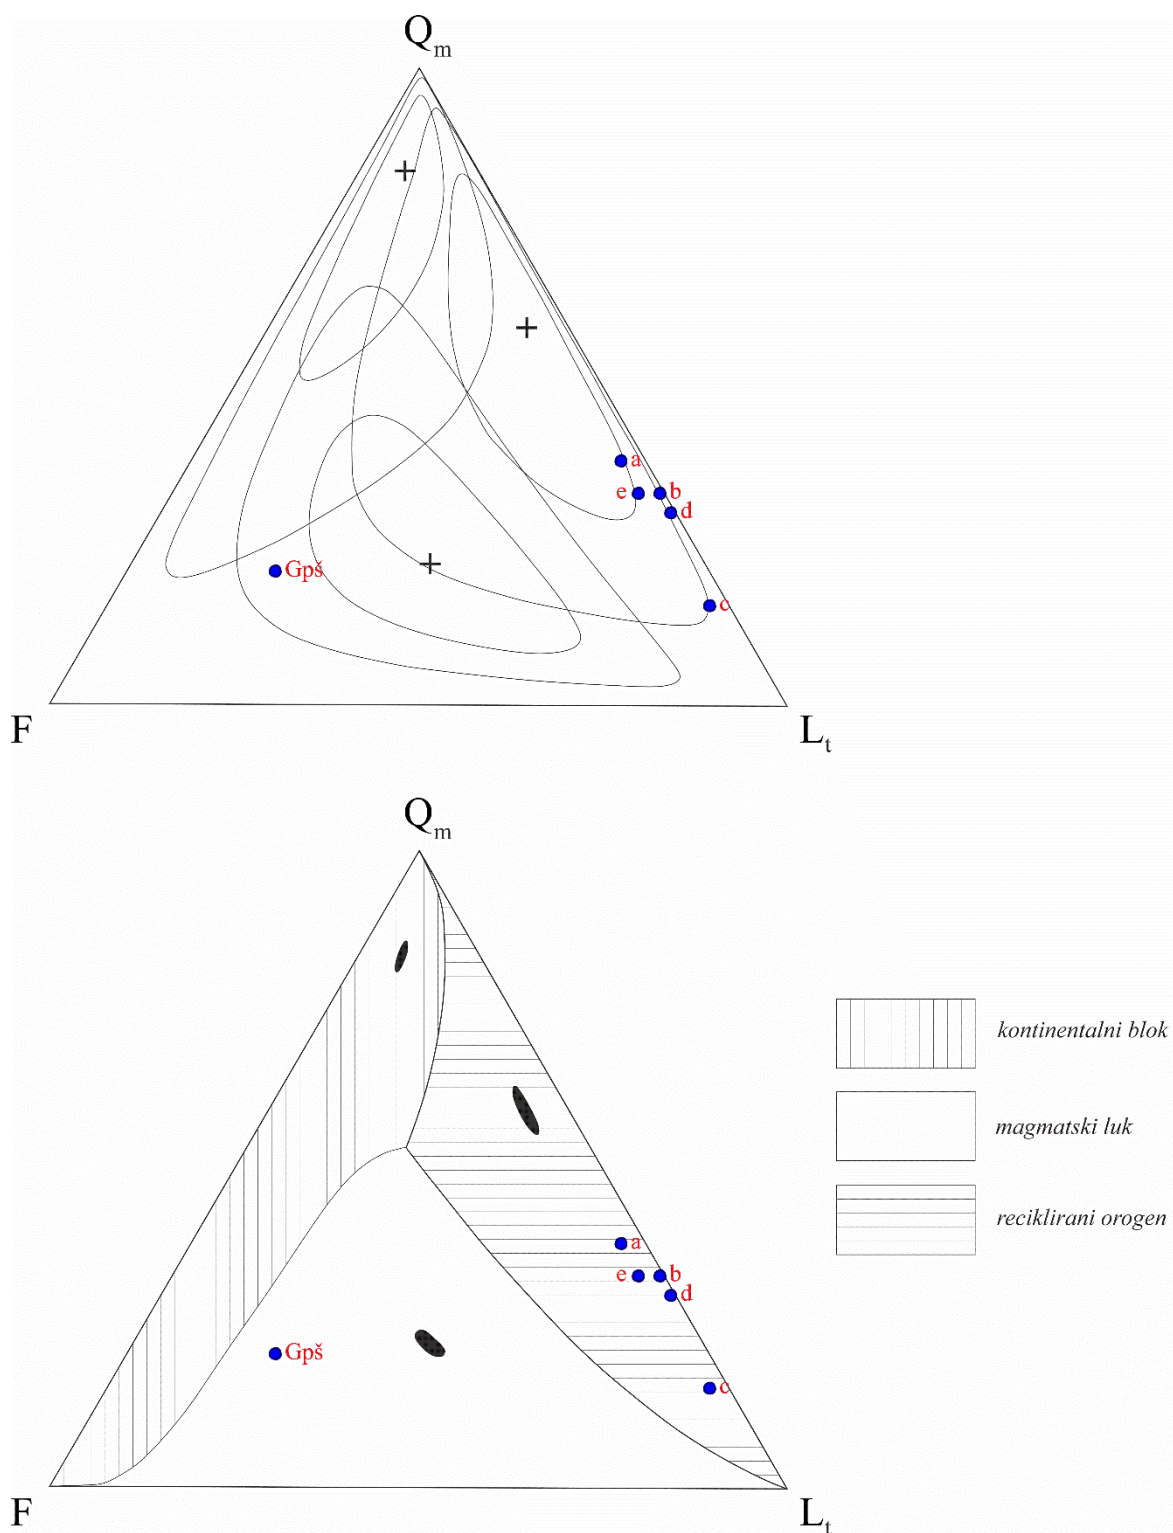 Qm
a
e
b
d
Gpš
c
F
Lt
Qm
kontinentalni blok
magmatski luk
reciklirani orogen
a
e
b
d
Gpš
c
F
Lt